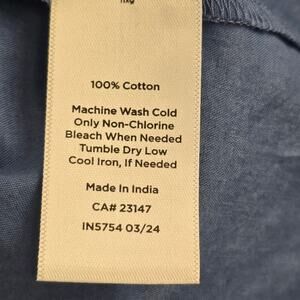 100% Cotton
Machine Wash Cold
Only Non-Chlorine
Bleach When Needed
Tumble Dry Low
Cool Iron, If Needed
Made In India
CA# 23147
IN5754 03/24